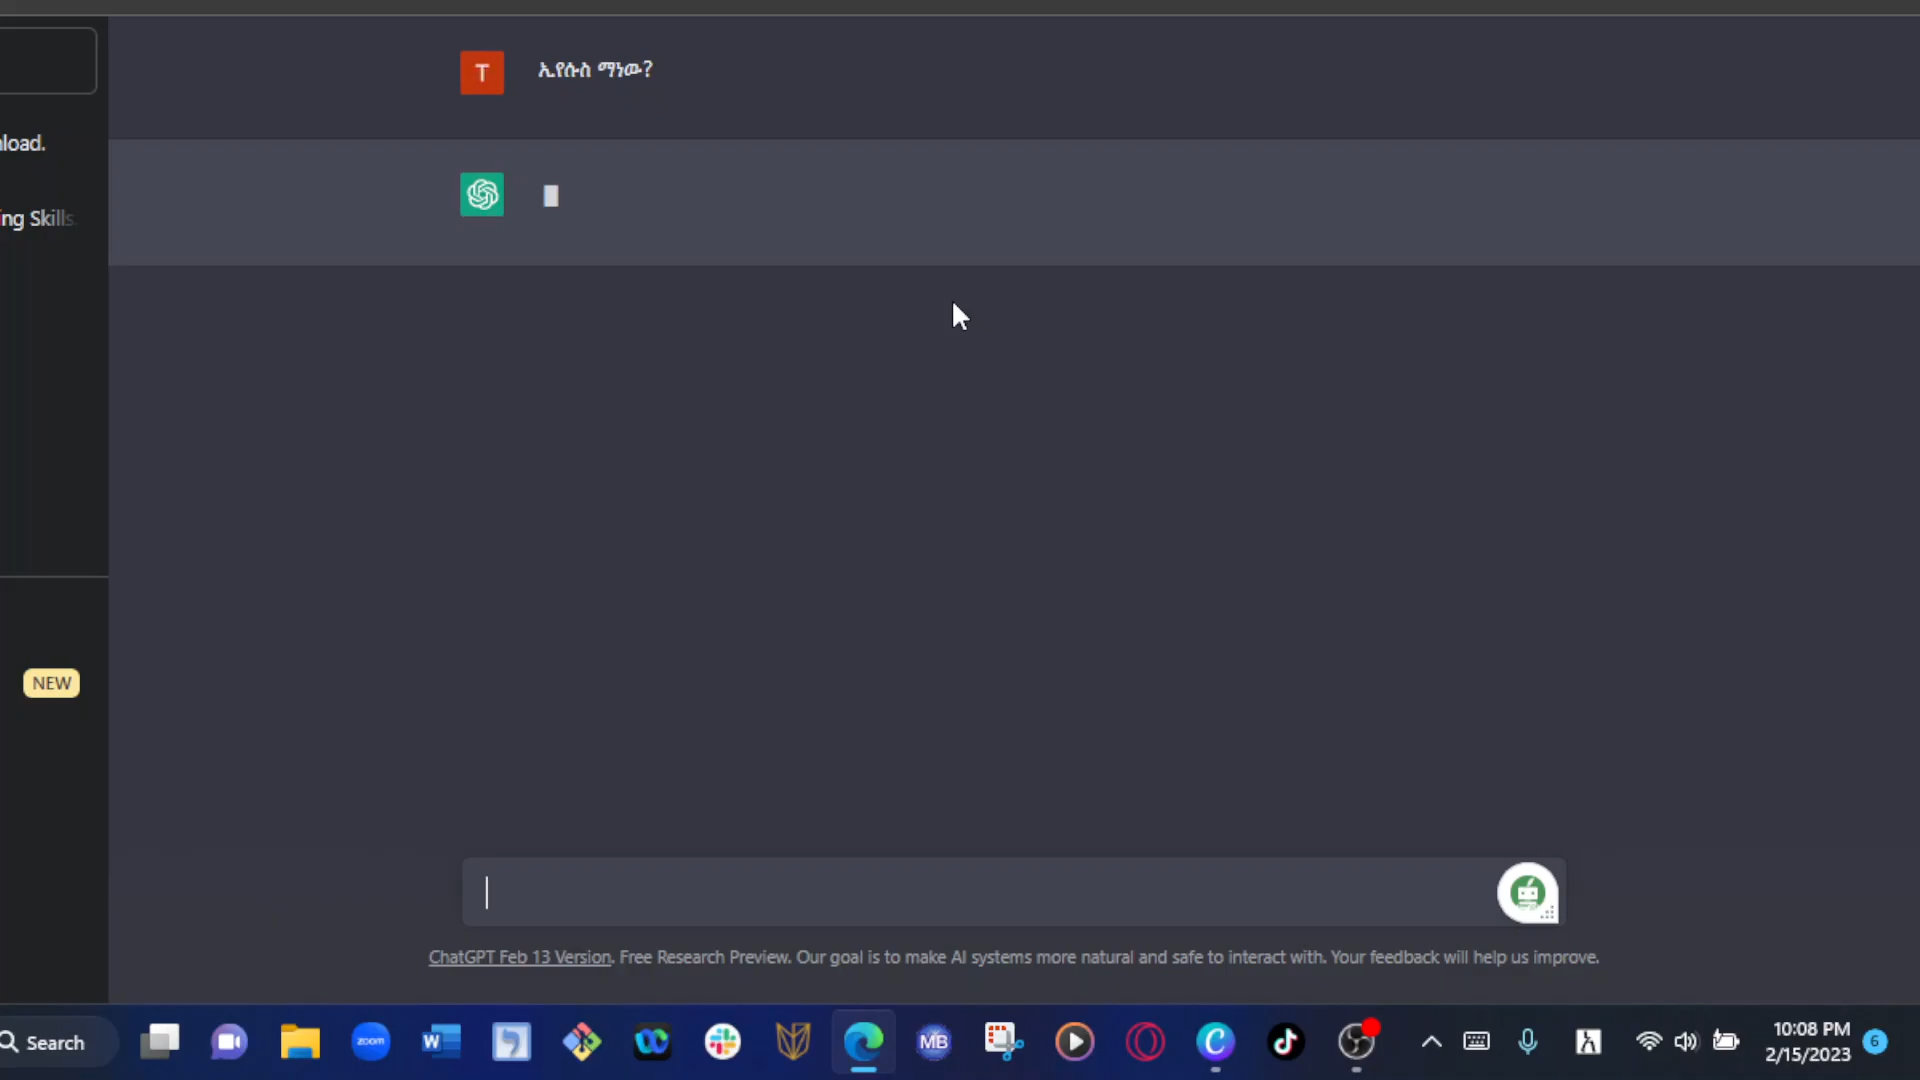 T
ኢየሱስ ማነው?
load.
ng Skills
NEW
ChatGPT Feb 13 Version. Free Research Preview. Our goal is to make AI systems more natural and safe to interact with. Your feedback will help us improve.
Search
zoom
W
MB
C
አ
10:08 PM
2/15/2023
6